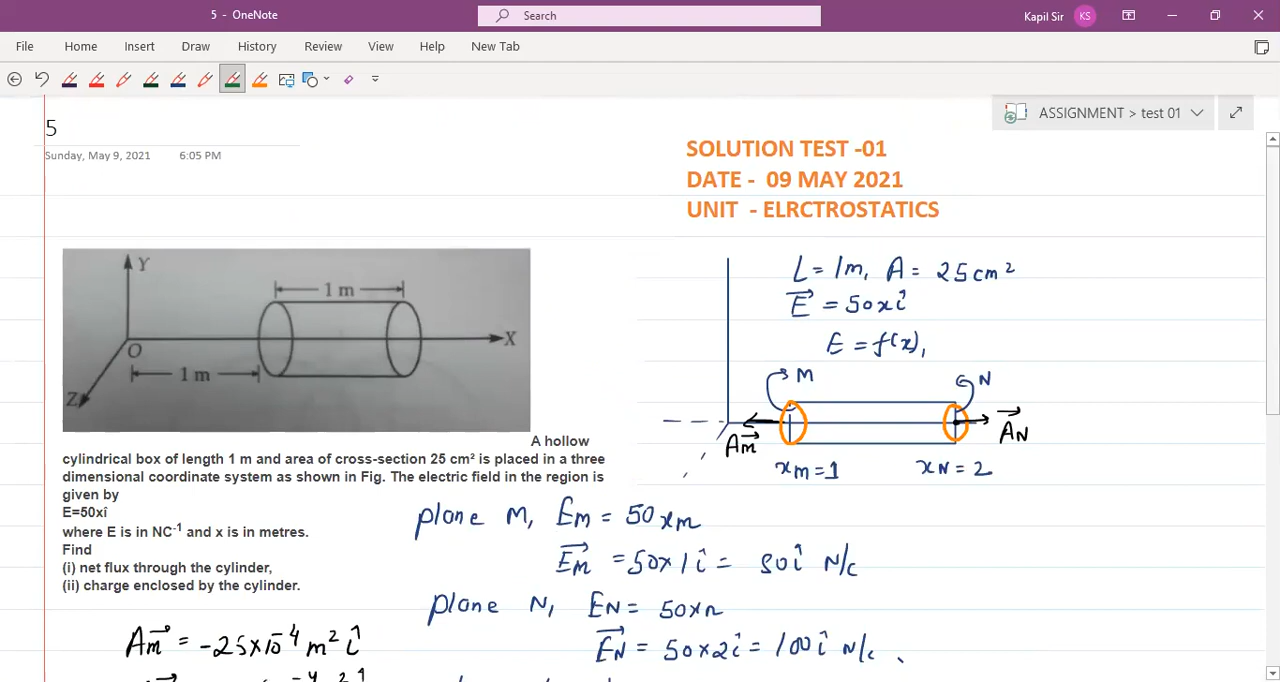 5 - OneNote
Search
Kapil Sir
KS
File Home Insert Draw History Review View Help New Tab
ASSIGNMENT > test 01
5
Sunday, May 9, 2021 6:05 PM
SOLUTION TEST -01
DATE - 09 MAY 2021
UNIT - ELRCTROSTATICS
Y
1 m
O
X
1 m
Z
A hollow
cylindrical box of length 1 m and area of cross-section 25 cm² is placed in a three
dimensional coordinate system as shown in Fig. The electric field in the region is
given by
E=50xî
where E is in NC⁻¹ and x is in metres.
Find
(i) net flux through the cylinder,
(ii) charge enclosed by the cylinder.
L = 1m, A = 25 cm²
E⃗ = 50xî
E = f(x),
M N
A⃗M A⃗N
xM = 1 xN = 2
plane M, EM = 50 xM
E⃗M = 50×1 î = 50î N/C
plane N, EN = 50×n
E⃗N = 50×2î = 100î N/C
A⃗M = -25×10⁻⁴ m² î